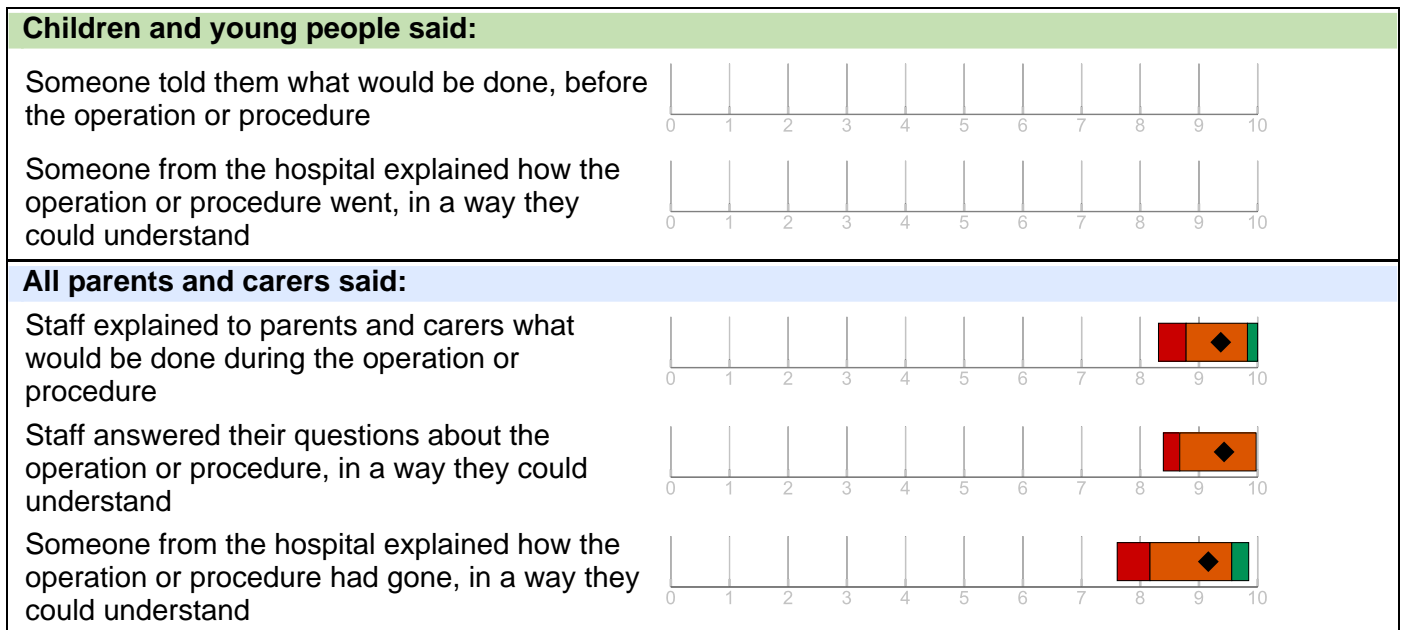 Children and young people said:
Someone told them what would be done, before
the operation or procedure
0 1 2 3 4 5 6 7 8 9 10
Someone from the hospital explained how the
operation or procedure went, in a way they
could understand
0 1 2 3 4 5 6 7 8 9 10
All parents and carers said:
Staff explained to parents and carers what
would be done during the operation or
procedure
0 1 2 3 4 5 6 7 8 9 10
Staff answered their questions about the
operation or procedure, in a way they could
understand
0 1 2 3 4 5 6 7 8 9 10
Someone from the hospital explained how the
operation or procedure had gone, in a way they
could understand
0 1 2 3 4 5 6 7 8 9 10